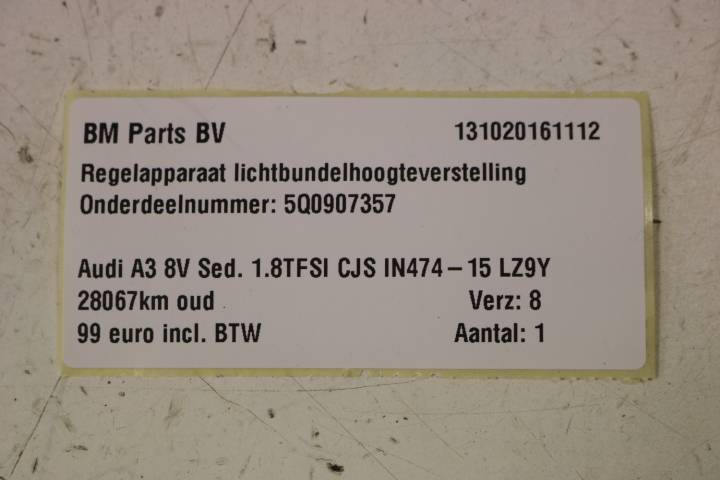 BM Parts BV 131020161112
Regelapparaat lichtbundelhoogteverstelling
Onderdeelnummer: 5Q0907357
Audi A3 8V Sed. 1.8TFSI CJS IN474-15 LZ9Y
28067km oud Verz: 8
99 euro incl. BTW Aantal: 1